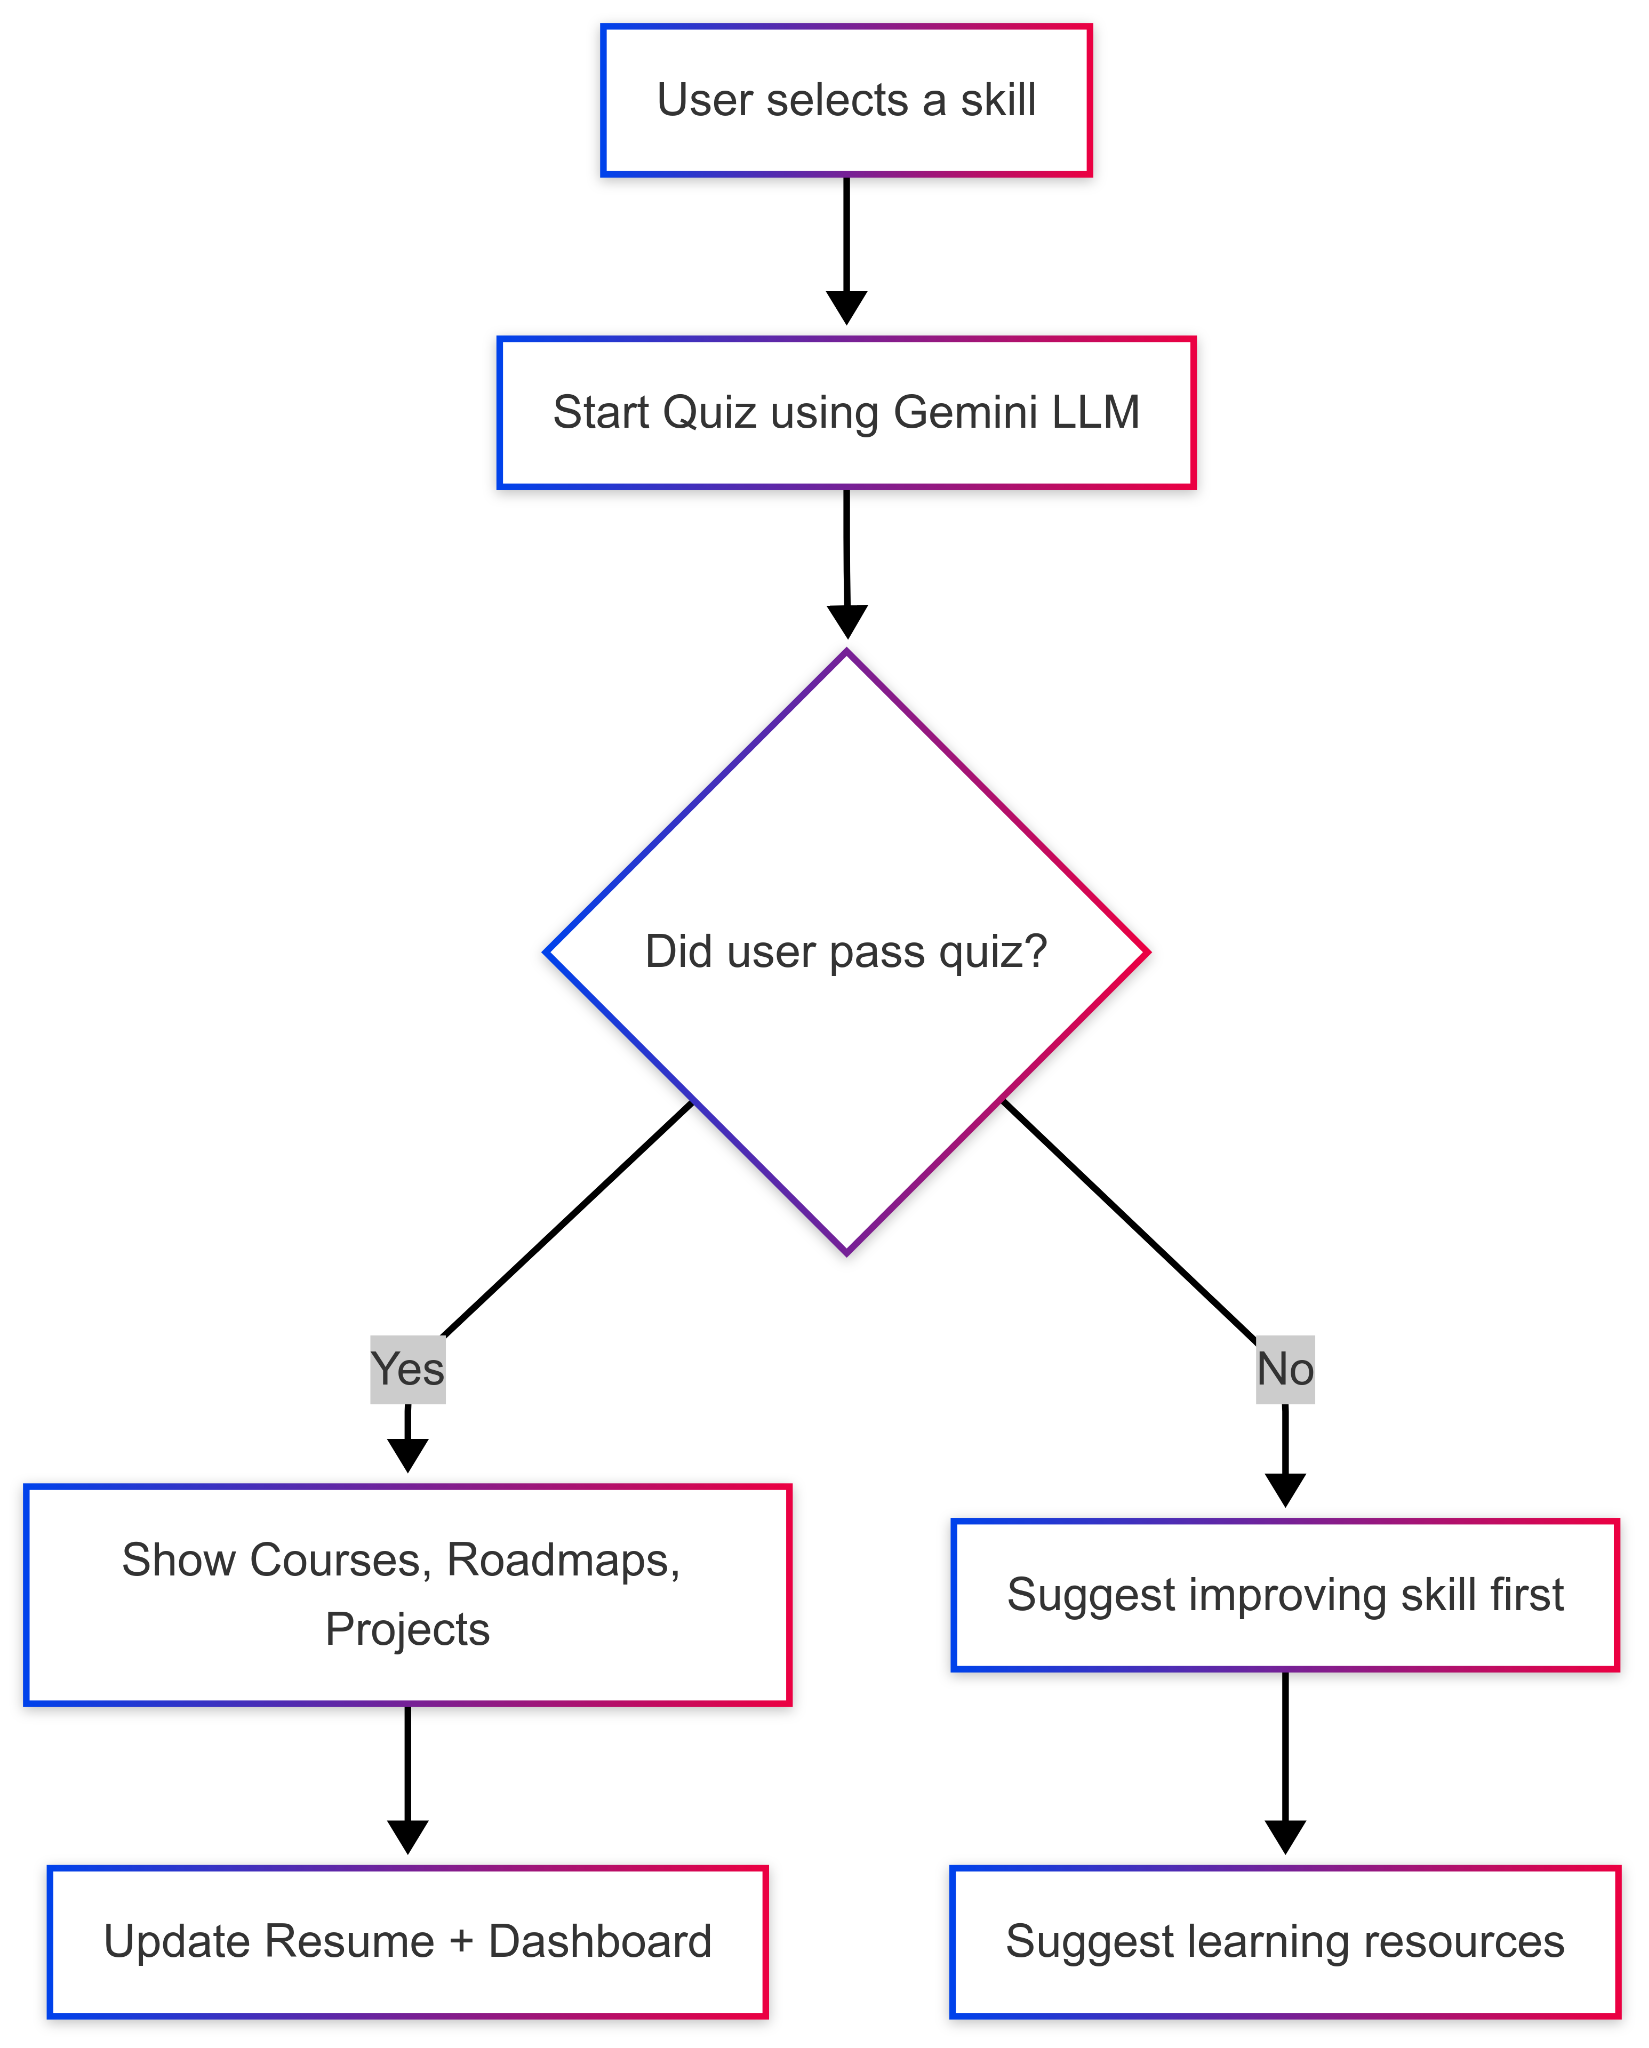 User selects a skill
Start Quiz using Gemini LLM
Did user pass quiz?
Yes
No
Show Courses, Roadmaps,
Projects
Suggest improving skill first
Update Resume + Dashboard
Suggest learning resources